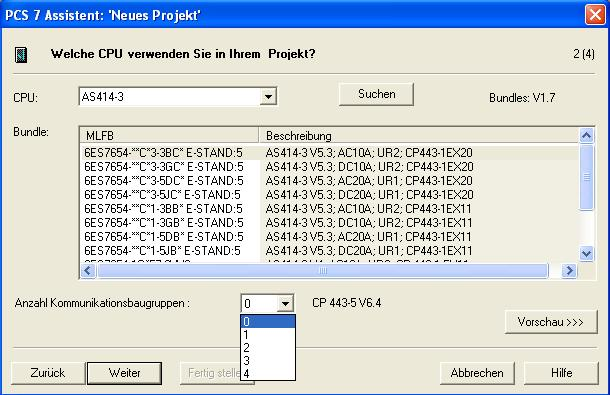 PCS 7 Assistent: 'Neues Projekt'
Welche CPU verwenden Sie in Ihrem Projekt?
2 (4)
CPU:
AS414-3
Suchen
Bundles: V1.7
Bundle:
MLFB Beschreibung
6ES7654-**C*3-3BC* E-STAND:5 AS414-3 V5.3; AC10A; UR2; CP443-1EX20
6ES7654-**C*3-3GC* E-STAND:5 AS414-3 V5.3; DC10A; UR2; CP443-1EX20
6ES7654-**C*3-5DC* E-STAND:5 AS414-3 V5.3; AC20A; UR1; CP443-1EX20
6ES7654-**C*3-5JC* E-STAND:5 AS414-3 V5.3; DC20A; UR1; CP443-1EX20
6ES7654-**C*1-3BB* E-STAND:5 AS414-3 V5.3; AC10A; UR2; CP443-1EX11
6ES7654-**C*1-3GB* E-STAND:5 AS414-3 V5.3; DC10A; UR2; CP443-1EX11
6ES7654-**C*1-5DB* E-STAND:5 AS414-3 V5.3; AC20A; UR1; CP443-1EX11
6ES7654-**C*1-5JB* E-STAND:5 AS414-3 V5.3; DC20A; UR1; CP443-1EX11
Anzahl Kommunikationsbaugruppen :
0
CP 443-5 V6.4
0
1
2
3
4
Vorschau >>>
Zurück
Weiter
Fertig stelle
Abbrechen
Hilfe